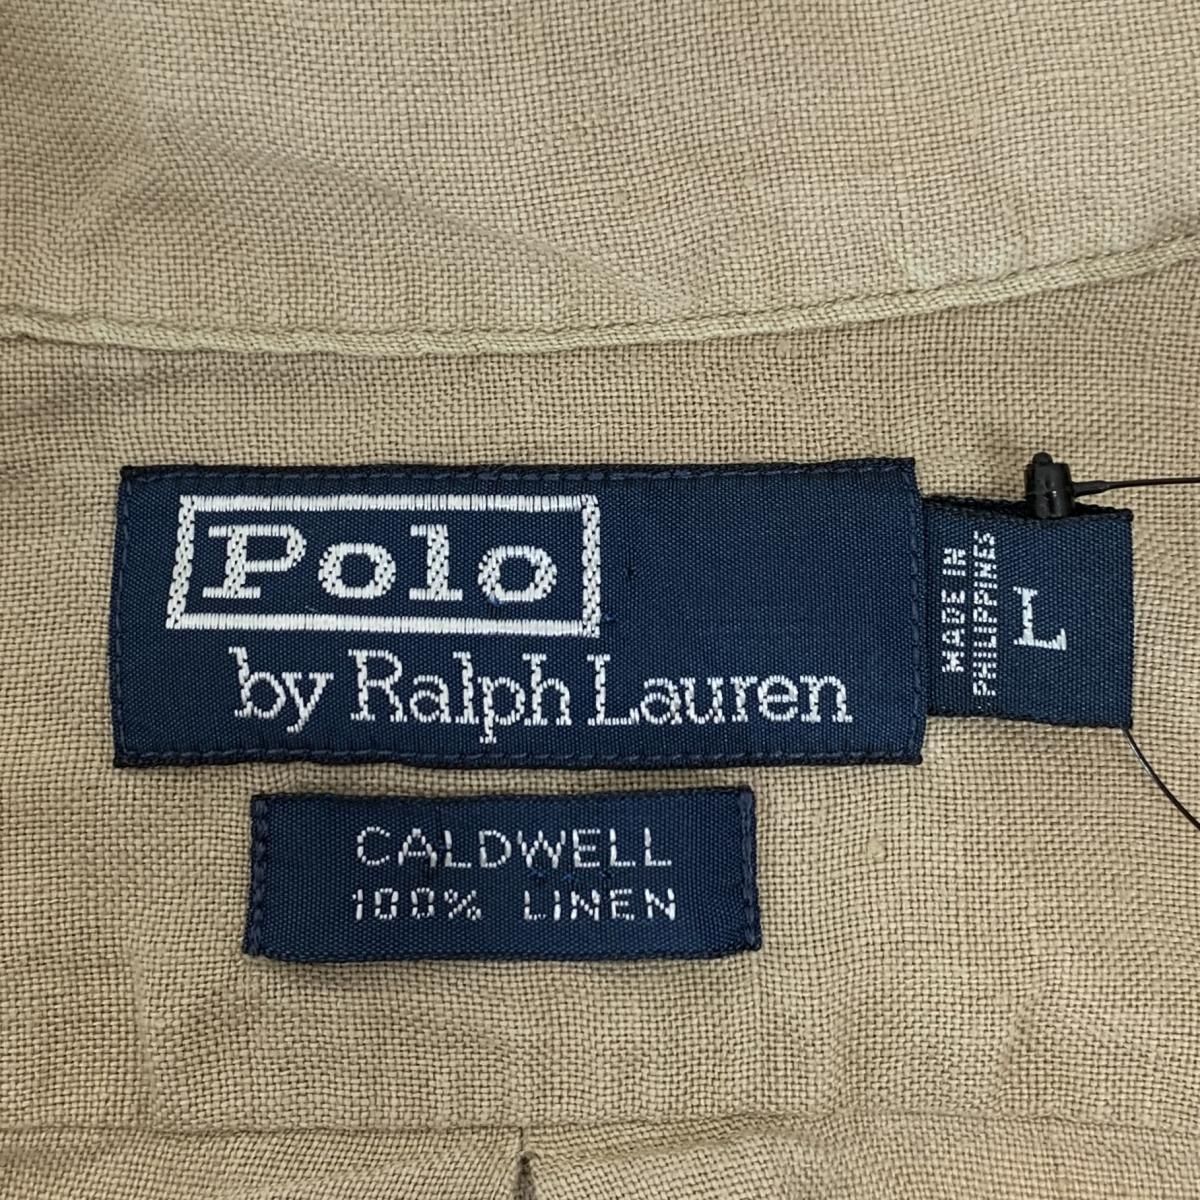 Polo
by Ralph Lauren
MADE IN
PHILIPPINES
L
CALDWELL
100% LINEN